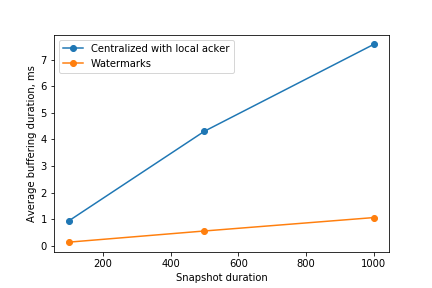 Centralized with local acker
Watermarks
Average buffering duration, ms
7
6
5
4
3
2
1
0
200 400 600 800 1000
Snapshot duration